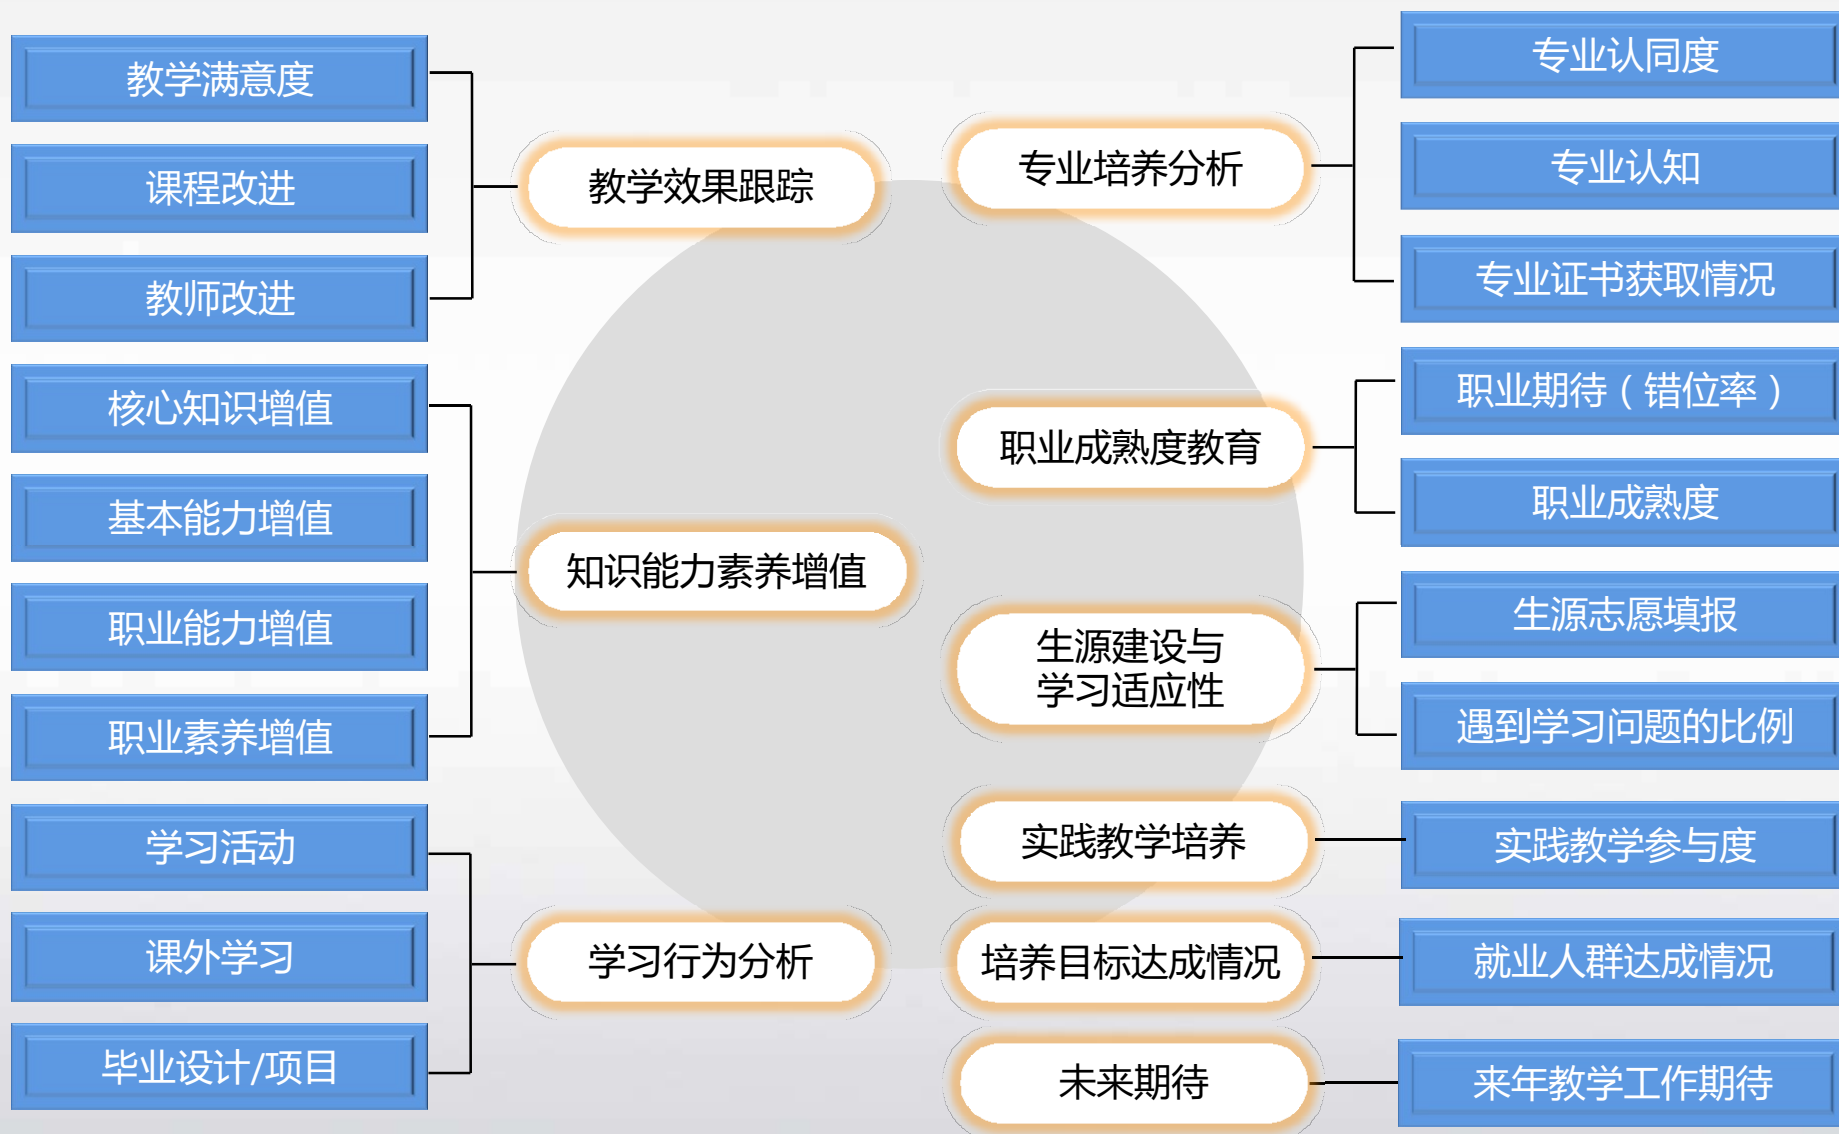 教学满意度
课程改进
教师改进
教学效果跟踪
核心知识增值
基本能力增值
职业能力增值
职业素养增值
知识能力素养增值
学习活动
课外学习
毕业设计/项目
学习行为分析
专业培养分析
专业认同度
专业认知
专业证书获取情况
职业成熟度教育
职业期待（错位率）
职业成熟度
生源建设与
学习适应性
生源志愿填报
遇到学习问题的比例
实践教学培养
实践教学参与度
培养目标达成情况
就业人群达成情况
未来期待
来年教学工作期待